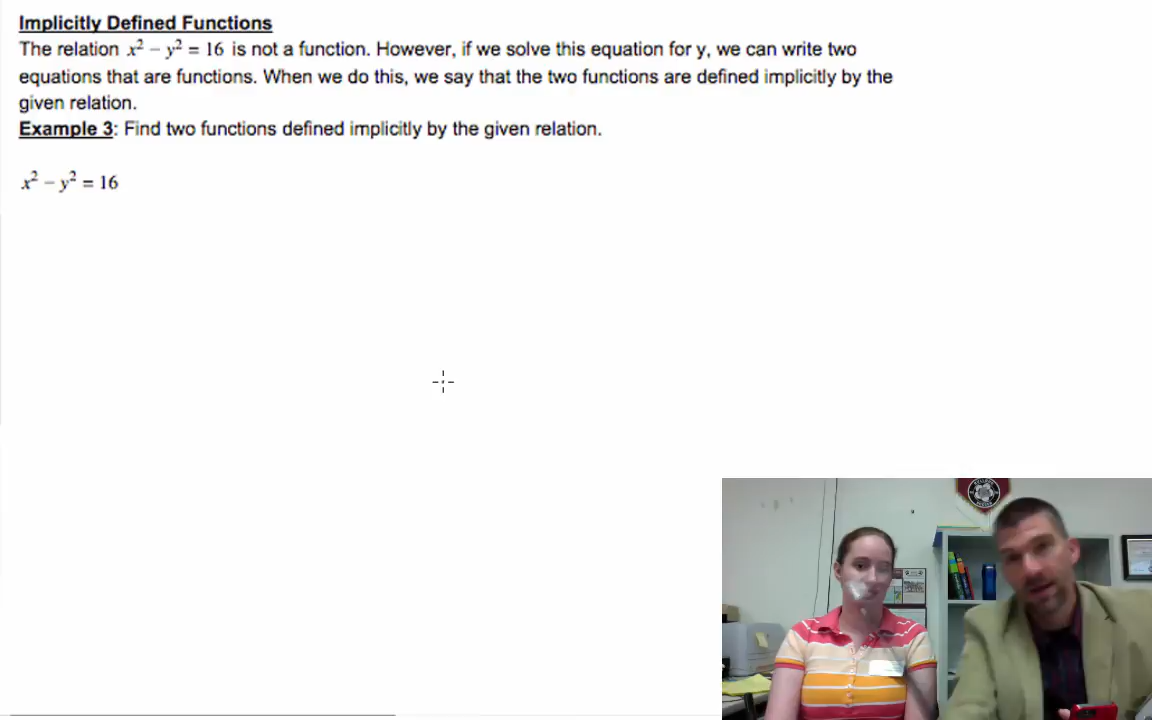 Implicitly Defined Functions
The relation x² − y² = 16 is not a function. However, if we solve this equation for y, we can write two
equations that are functions. When we do this, we say that the two functions are defined implicitly by the
given relation.
Example 3: Find two functions defined implicitly by the given relation.
x² − y² = 16